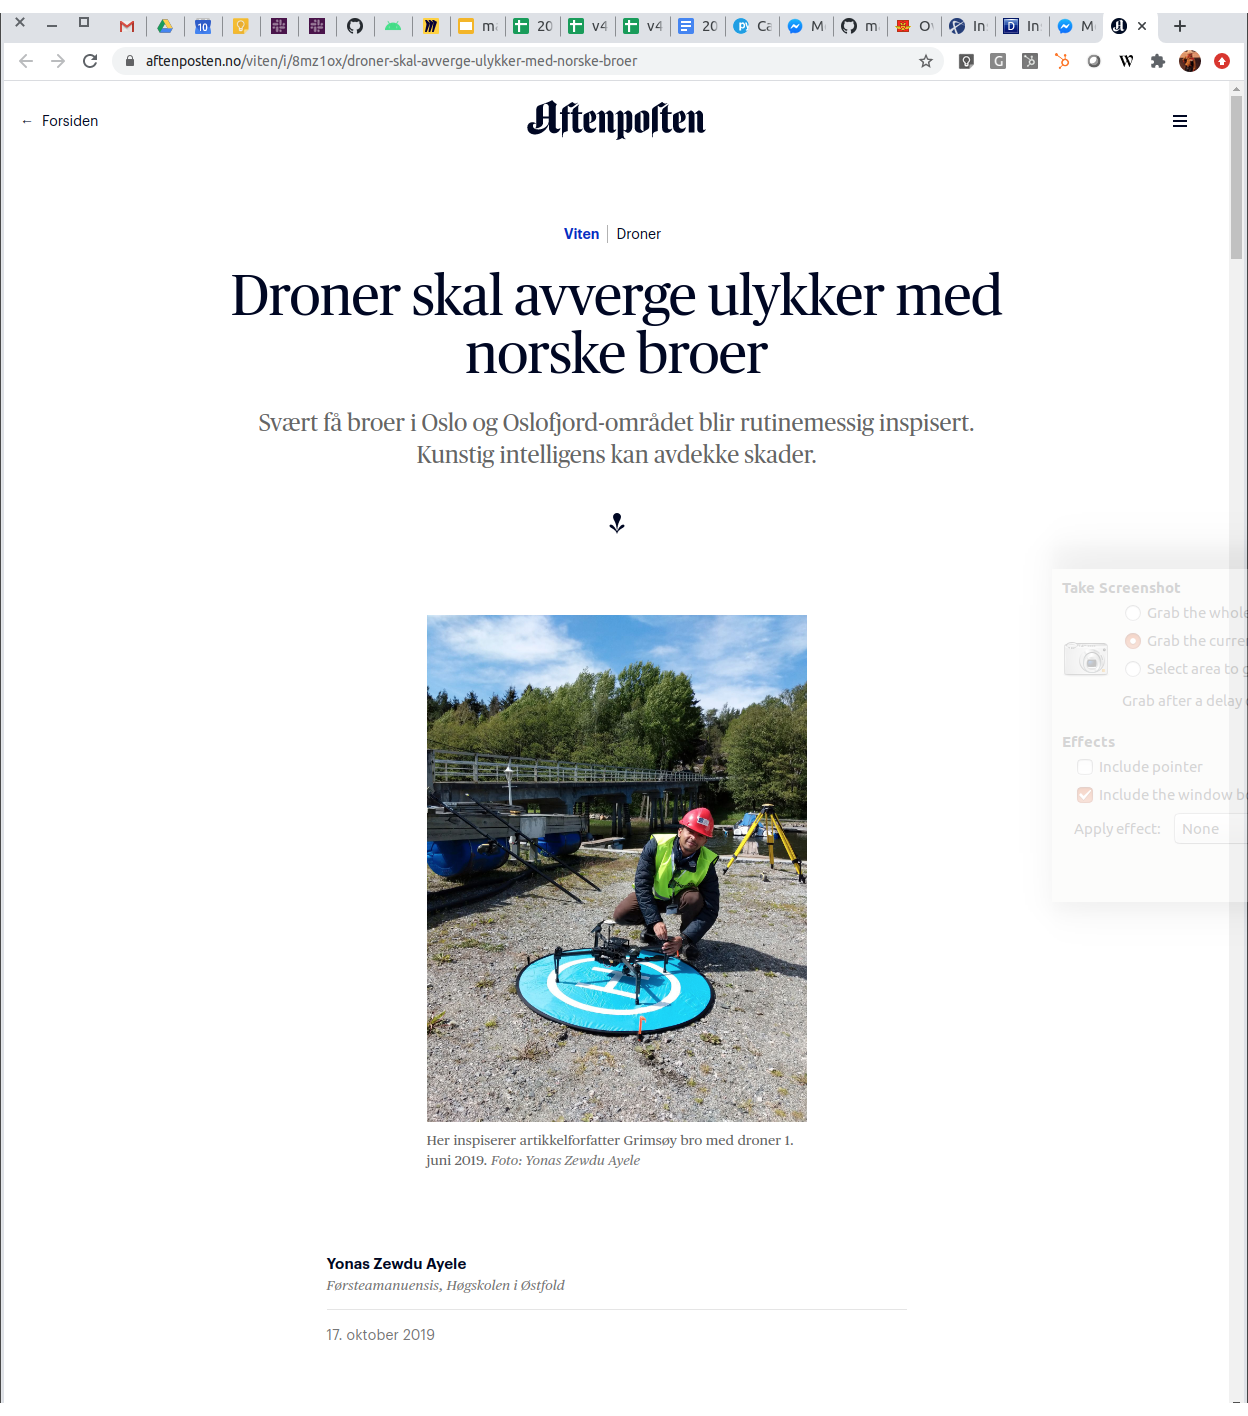 m
20
v4
v4
20
Ca
M
m
O
In
In
M
aftenposten.no/viten/i/8mz1ox/droner-skal-avverge-ulykker-med-norske-broer
← Forsiden
Aftenposten
Viten | Droner
Droner skal avverge ulykker med
norske broer
Svært få broer i Oslo og Oslofjord-området blir rutinemessig inspisert.
Kunstig intelligens kan avdekke skader.
Take Screenshot
Grab the whole
Grab the curren
Select area to g
Grab after a delay
Effects
Include pointer
Include the window bo
Apply effect: None
H
Her inspiserer artikkelforfatter Grimsøy bro med droner 1.
juni 2019. Foto: Yonas Zewdu Ayele
Yonas Zewdu Ayele
Førsteamanuensis, Høgskolen i Østfold
17. oktober 2019